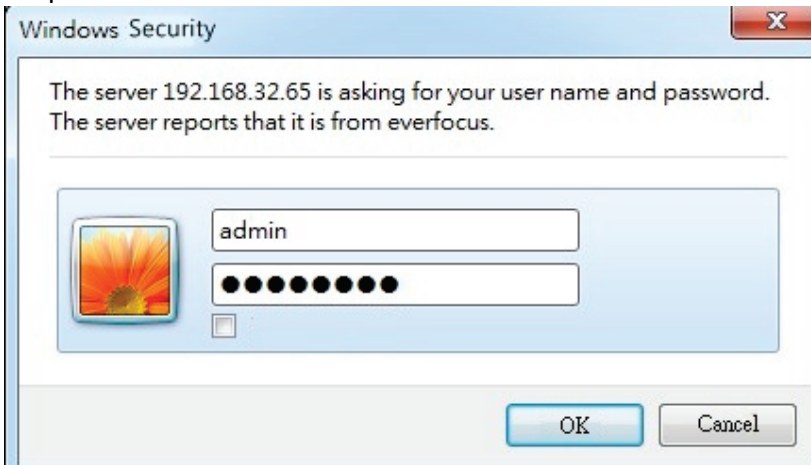 Windows Security
The server 192.168.32.65 is asking for your user name and password.
The server reports that it is from everfocus.
admin
●●●●●●●●
OK
Cancel